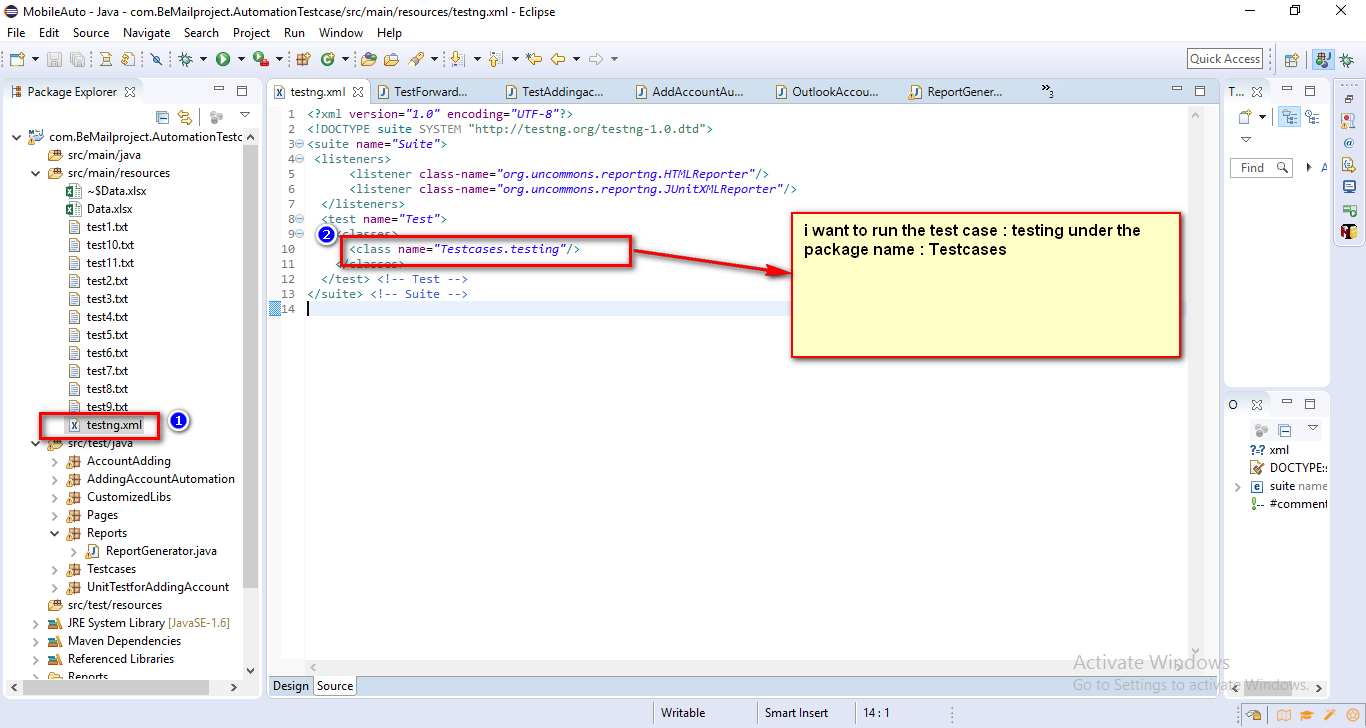 MobileAuto - Java - com.BeMailproject.AutomationTestcase/src/main/resources/testng.xml - Eclipse
File Edit Source Navigate Search Project Run Window Help
Quick Access
Package Explorer
com.BeMailproject.AutomationTestc
src/main/java
src/main/resources
~$Data.xlsx
Data.xlsx
test1.txt
test10.txt
test11.txt
test2.txt
test3.txt
test4.txt
test5.txt
test6.txt
test7.txt
test8.txt
test9.txt
testng.xml
1
src/test/java
AccountAdding
AddingAccountAutomation
CustomizedLibs
Pages
Reports
ReportGenerator.java
Testcases
UnitTestforAddingAccount
src/test/resources
JRE System Library [JavaSE-1.6]
Maven Dependencies
Referenced Libraries
Reports
testng.xml TestForward... TestAddingac... AddAccountAu... OutlookAccou... ReportGener... »3
1 <?xml version="1.0" encoding="UTF-8"?>
2 <!DOCTYPE suite SYSTEM "http://testng.org/testng-1.0.dtd">
3 <suite name="Suite">
4 <listeners>
5 <listener class-name="org.uncommons.reportng.HTMLReporter"/>
6 <listener class-name="org.uncommons.reportng.JUnitXMLReporter"/>
7 </listeners>
8 <test name="Test">
9 <classes>
2
10 <class name="Testcases.testing"/>
11 </classes>
12 </test> <!-- Test -->
13 </suite> <!-- Suite -->
14
i want to run the test case : testing under the
package name : Testcases
Design Source
T...
Find
A
O
?=? xml
DOCTYPE:
suite name
#comment
Activate Windows
Go to Settings to activate Windows.
Writable Smart Insert 14 : 1